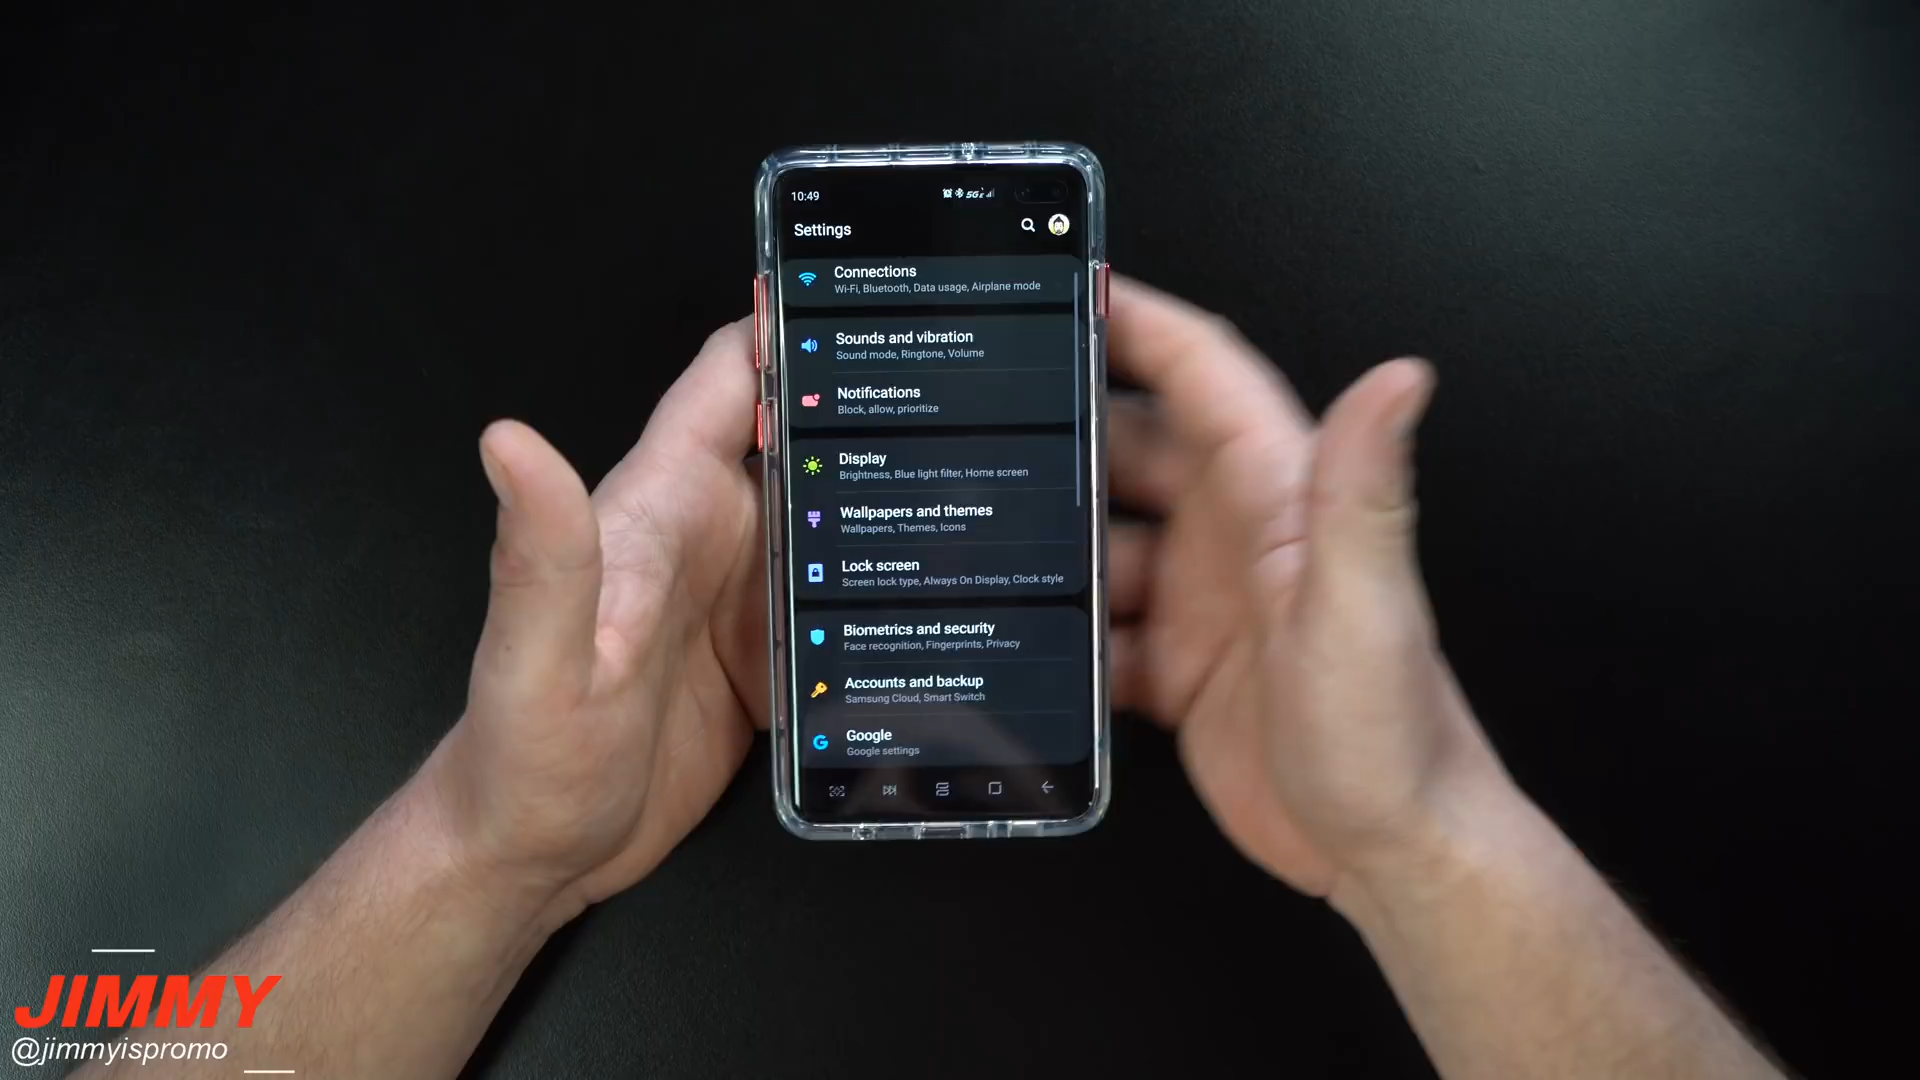 10:49
5G
Settings
Connections
Wi-Fi, Bluetooth, Data usage, Airplane mode
Sounds and vibration
Sound mode, Ringtone, Volume
Notifications
Block, allow, prioritize
Display
Brightness, Blue light filter, Home screen
Wallpapers and themes
Wallpapers, Themes, Icons
Lock screen
Screen lock type, Always On Display, Clock style
Biometrics and security
Face recognition, Fingerprints, Privacy
Accounts and backup
Samsung Cloud, Smart Switch
Google
Google settings
JIMMY
@jimmyispromo